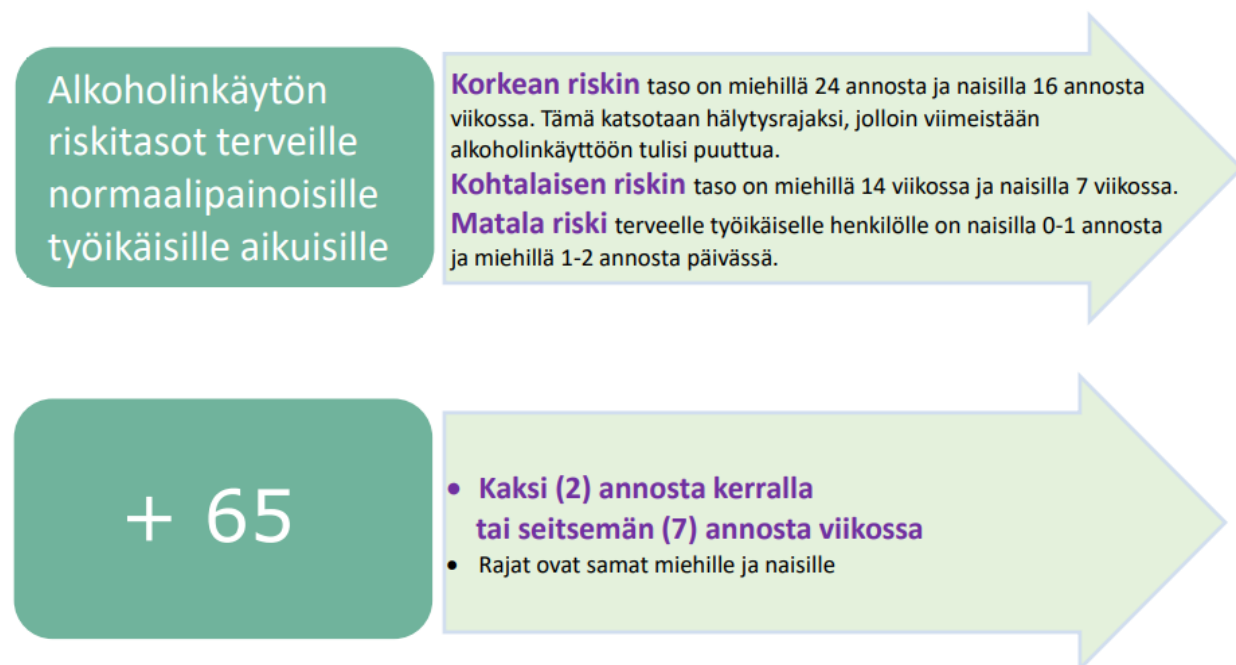 Alkoholinkäytön
riskitasot terveille
normaalipainoisille
työikäisille aikuisille
Korkean riskin taso on miehillä 24 annosta ja naisilla 16 annosta
viikossa. Tämä katsotaan hälytysrajaksi, jolloin viimeistään
alkoholinkäyttöön tulisi puuttua.
Kohtalaisen riskin taso on miehillä 14 viikossa ja naisilla 7 viikossa.
Matala riski terveelle työikäiselle henkilölle on naisilla 0-1 annosta
ja miehillä 1-2 annosta päivässä.
+ 65
• Kaksi (2) annosta kerralla
tai seitsemän (7) annosta viikossa
• Rajat ovat samat miehille ja naisille